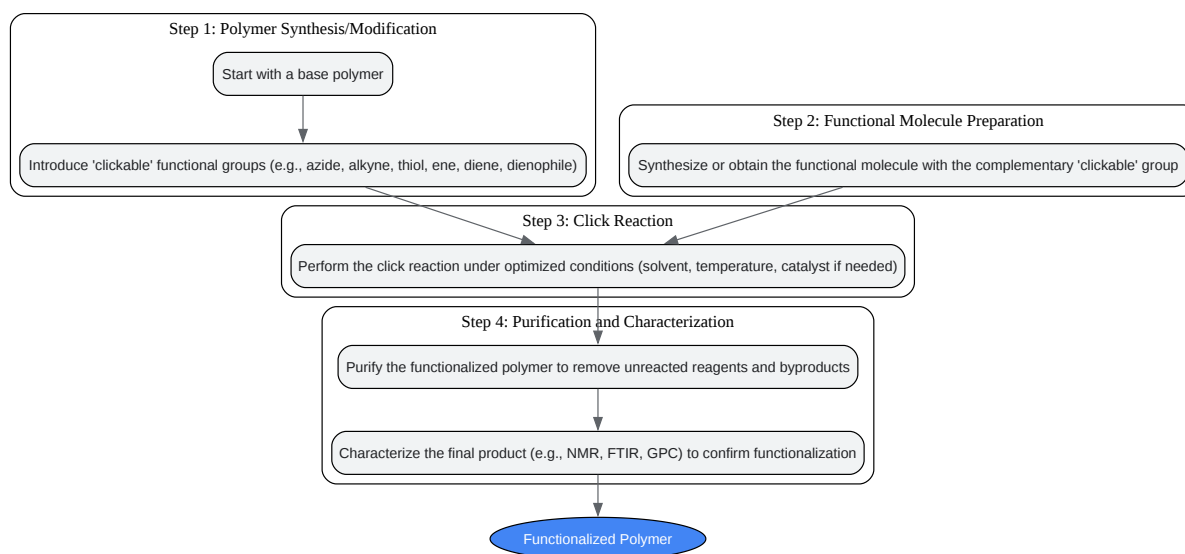 Step 1: Polymer Synthesis/Modification
Start with a base polymer
Introduce 'clickable' functional groups (e.g., azide, alkyne, thiol, ene, diene, dienophile)
Step 2: Functional Molecule Preparation
Synthesize or obtain the functional molecule with the complementary 'clickable' group
Step 3: Click Reaction
Perform the click reaction under optimized conditions (solvent, temperature, catalyst if needed)
Step 4: Purification and Characterization
Purify the functionalized polymer to remove unreacted reagents and byproducts
Characterize the final product (e.g., NMR, FTIR, GPC) to confirm functionalization
Functionalized Polymer